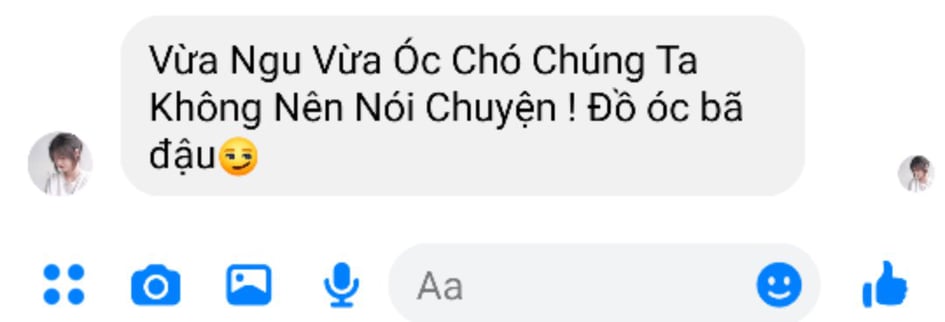 Vừa Ngu Vừa Óc Chó Chúng Ta
Không Nên Nói Chuyện ! Đồ óc bã
đậu😏
Aa